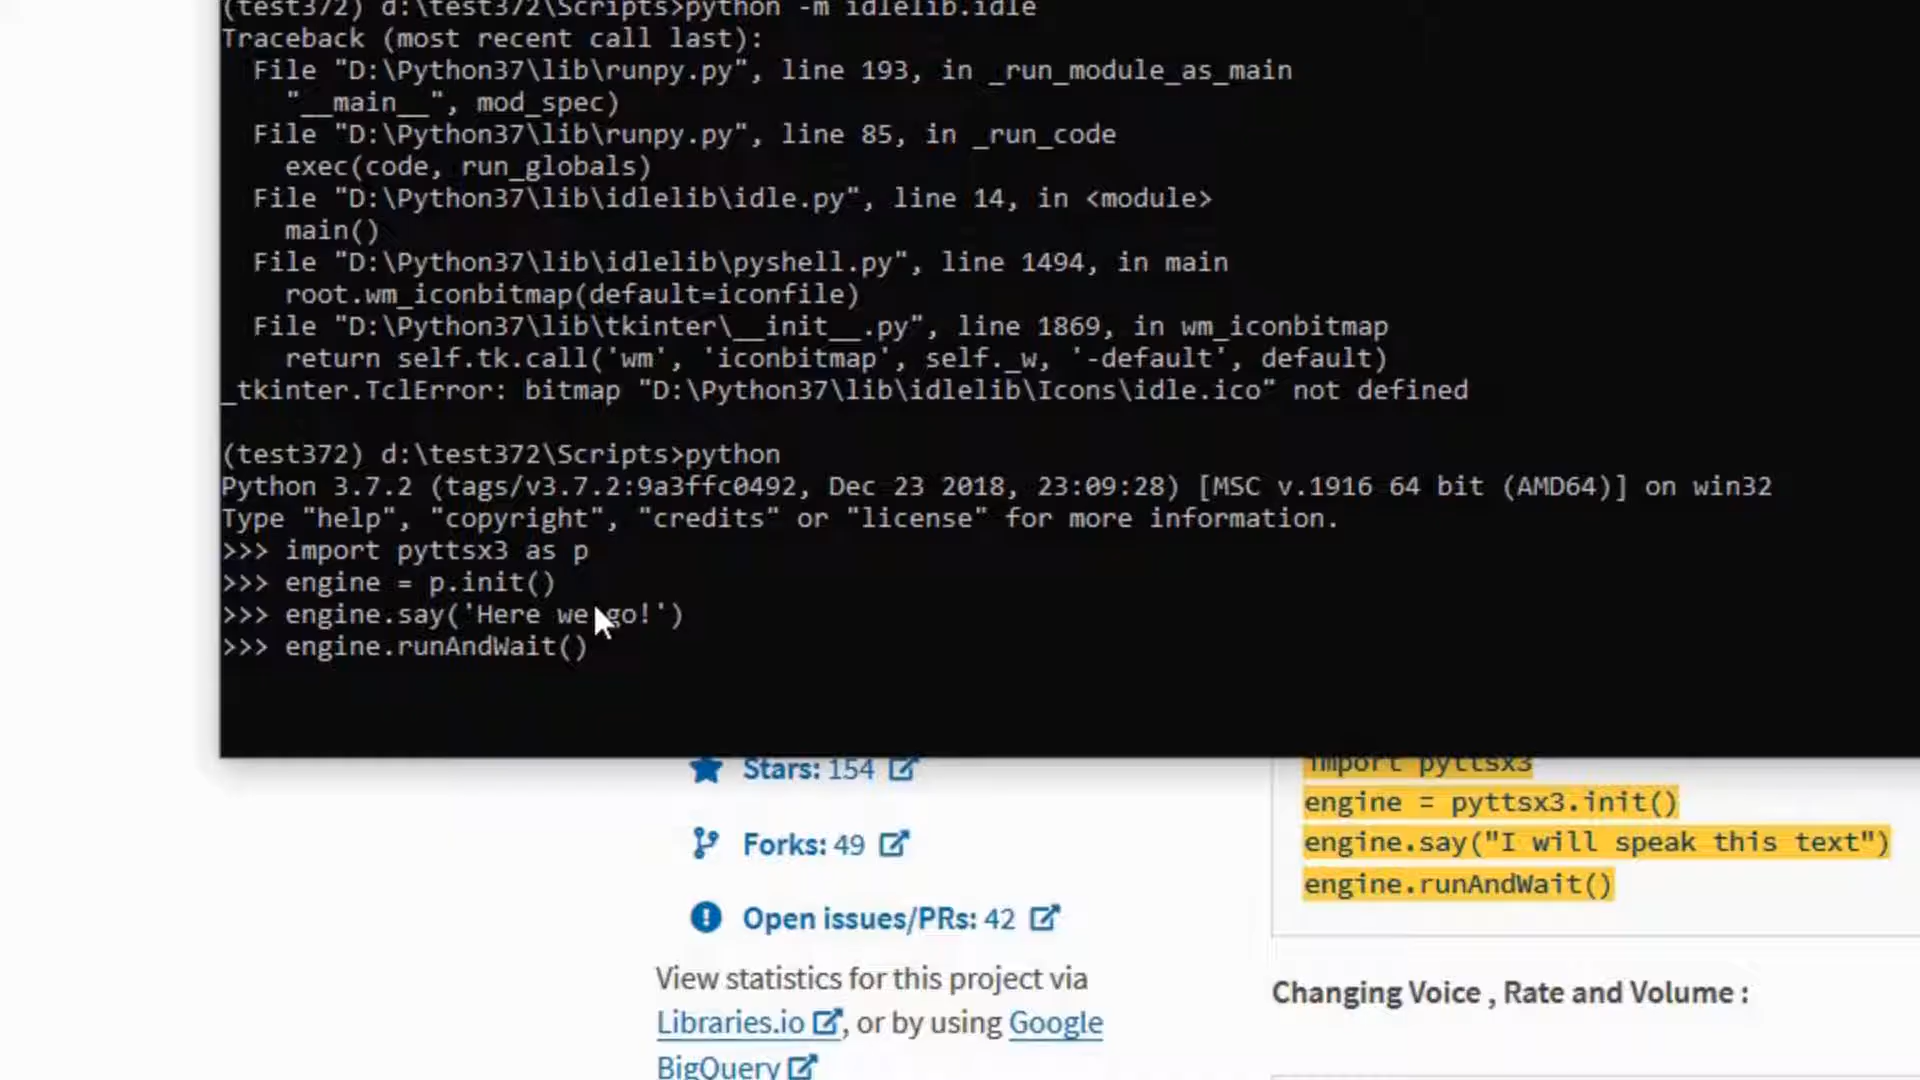 (test372) d:\test372\Scripts>python -m idlelib.idle
Traceback (most recent call last):
  File "D:\Python37\lib\runpy.py", line 193, in _run_module_as_main
    "__main__", mod_spec)
  File "D:\Python37\lib\runpy.py", line 85, in _run_code
    exec(code, run_globals)
  File "D:\Python37\lib\idlelib\idle.py", line 14, in <module>
    main()
  File "D:\Python37\lib\idlelib\pyshell.py", line 1494, in main
    root.wm_iconbitmap(default=iconfile)
  File "D:\Python37\lib\tkinter\__init__.py", line 1869, in wm_iconbitmap
    return self.tk.call('wm', 'iconbitmap', self._w, '-default', default)
_tkinter.TclError: bitmap "D:\Python37\lib\idlelib\Icons\idle.ico" not defined
(test372) d:\test372\Scripts>python
Python 3.7.2 (tags/v3.7.2:9a3ffc0492, Dec 23 2018, 23:09:28) [MSC v.1916 64 bit (AMD64)] on win32
Type "help", "copyright", "credits" or "license" for more information.
>>> import pyttsx3 as p
>>> engine = p.init()
>>> engine.say('Here we go!')
>>> engine.runAndWait()
Stars: 154
Forks: 49
Open issues/PRs: 42
View statistics for this project via
Libraries.io, or by using Google
BigQuery
import pyttsx3
engine = pyttsx3.init()
engine.say("I will speak this text")
engine.runAndWait()
Changing Voice , Rate and Volume :